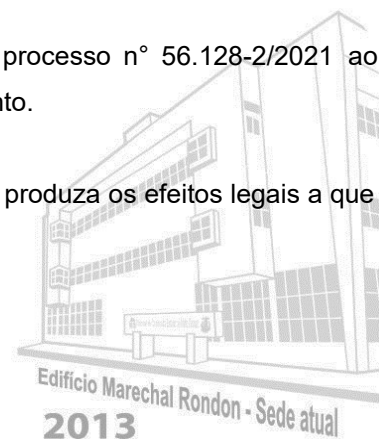 processo n° 56.128-2/2021 ao
nto.
produza os efeitos legais a que
Edifício Marechal Rondon - Sede atual
2013